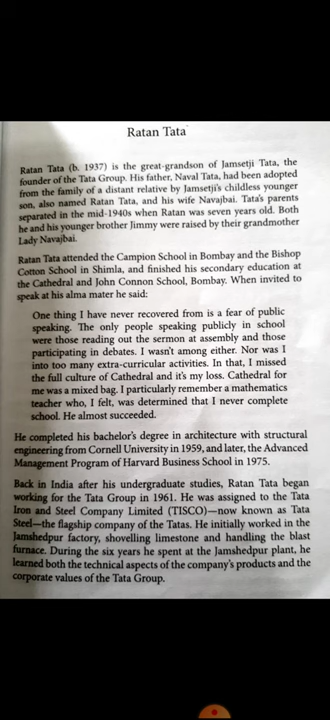 Ratan Tata
Ratan Tata (b. 1937) is the great-grandson of Jamsetji Tata, the
founder of the Tata Group. His father, Naval Tata, had been adopted
from the family of a distant relative by Jamsetji's childless younger
son, also named Ratan Tata, and his wife Navajbai. Tata's parents
separated in the mid-1940s when Ratan was seven years old. Both
he and his younger brother Jimmy were raised by their grandmother
Lady Navajbai.
Ratan Tata attended the Campion School in Bombay and the Bishop
Cotton School in Shimla, and finished his secondary education at
the Cathedral and John Connon School, Bombay. When invited to
speak at his alma mater he said:
One thing I have never recovered from is a fear of public
speaking. The only people speaking publicly in school
were those reading out the sermon at assembly and those
participating in debates. I wasn't among either. Nor was I
into too many extra-curricular activities. In that, I missed
the full culture of Cathedral and it's my loss. Cathedral for
me was a mixed bag. I particularly remember a mathematics
teacher who, I felt, was determined that I never complete
school. He almost succeeded.
He completed his bachelor's degree in architecture with structural
engineering from Cornell University in 1959, and later, the Advanced
Management Program of Harvard Business School in 1975.
Back in India after his undergraduate studies, Ratan Tata began
working for the Tata Group in 1961. He was assigned to the Tata
Iron and Steel Company Limited (TISCO)—now known as Tata
Steel—the flagship company of the Tatas. He initially worked in the
Jamshedpur factory, shovelling limestone and handling the blast
furnace. During the six years he spent at the Jamshedpur plant, he
learned both the technical aspects of the company's products and the
corporate values of the Tata Group.